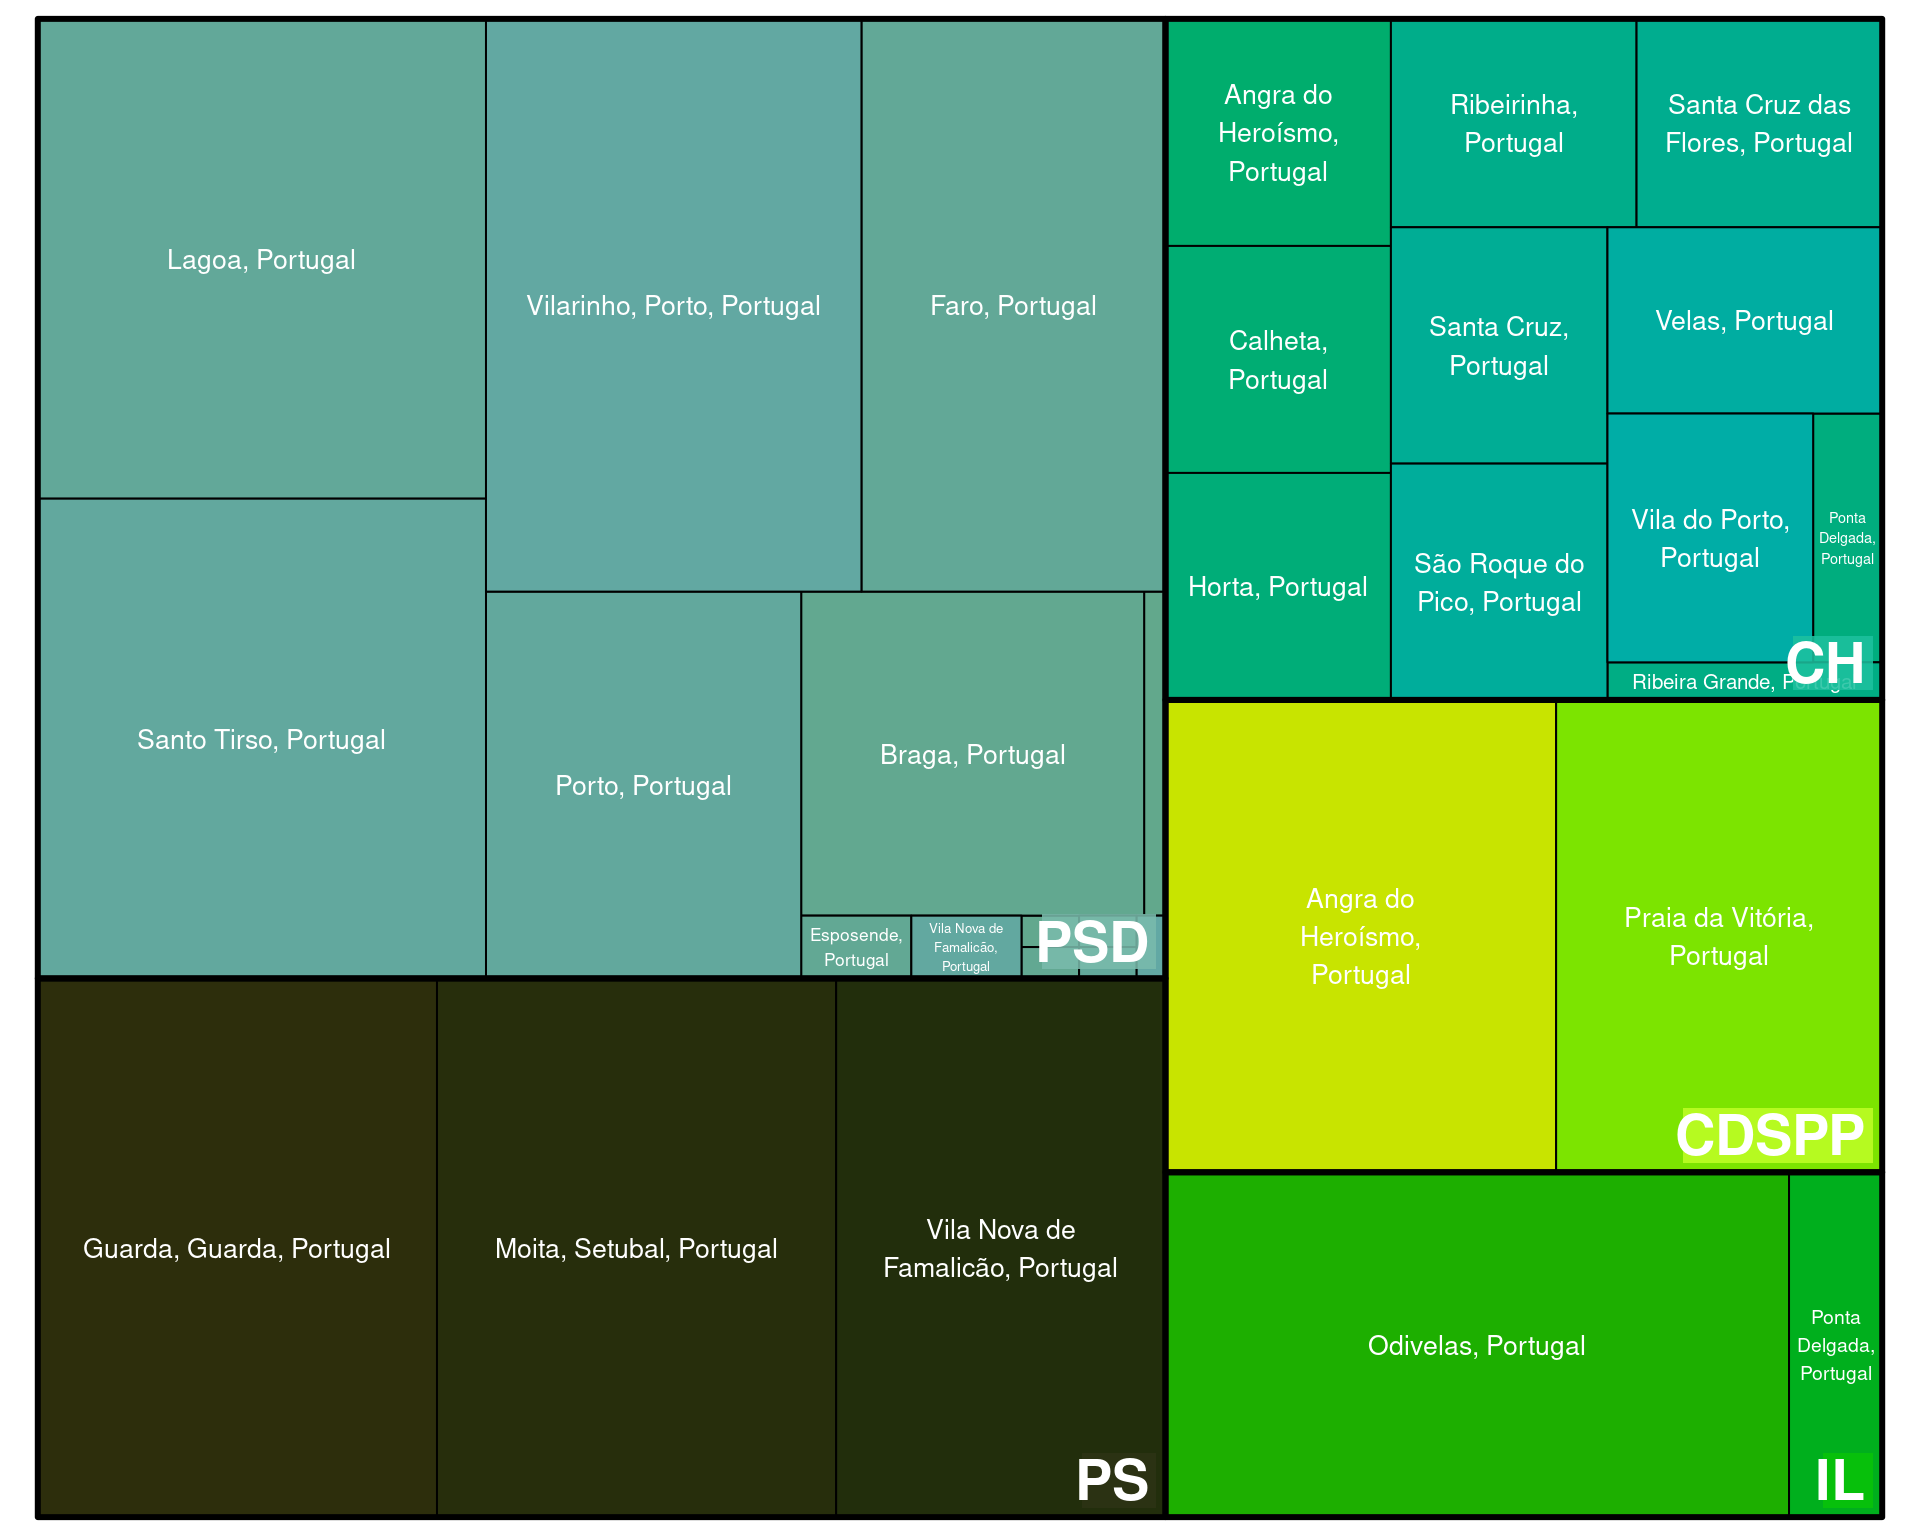 Lagoa, Portugal
Vilarinho, Porto, Portugal
Faro, Portugal
Santo Tirso, Portugal
Porto, Portugal
Braga, Portugal
Esposende,
Portugal
Vila Nova de
Famalicão,
Portugal
PSD
Guarda, Guarda, Portugal
Moita, Setubal, Portugal
Vila Nova de
Famalicão, Portugal
PS
Angra do
Heroísmo,
Portugal
Ribeirinha,
Portugal
Santa Cruz das
Flores, Portugal
Calheta,
Portugal
Santa Cruz,
Portugal
Velas, Portugal
Horta, Portugal
São Roque do
Pico, Portugal
Vila do Porto,
Portugal
Ponta
Delgada,
Portugal
Ribeira Grande, Portugal
CH
Angra do
Heroísmo,
Portugal
Praia da Vitória,
Portugal
CDSPP
Odivelas, Portugal
Ponta
Delgada,
Portugal
IL